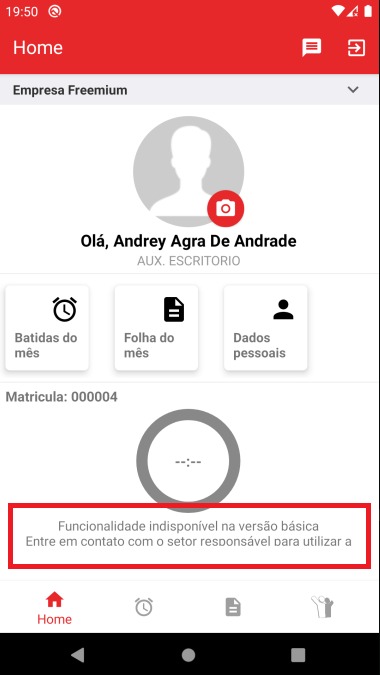 19:50
Home
Empresa Freemium
Olá, Andrey Agra De Andrade
AUX. ESCRITORIO
Batidas do
mês
Folha do
mês
Dados
pessoais
Matricula: 000004
--:--
Funcionalidade indisponível na versão básica
Entre em contato com o setor responsável para utilizar a
Home